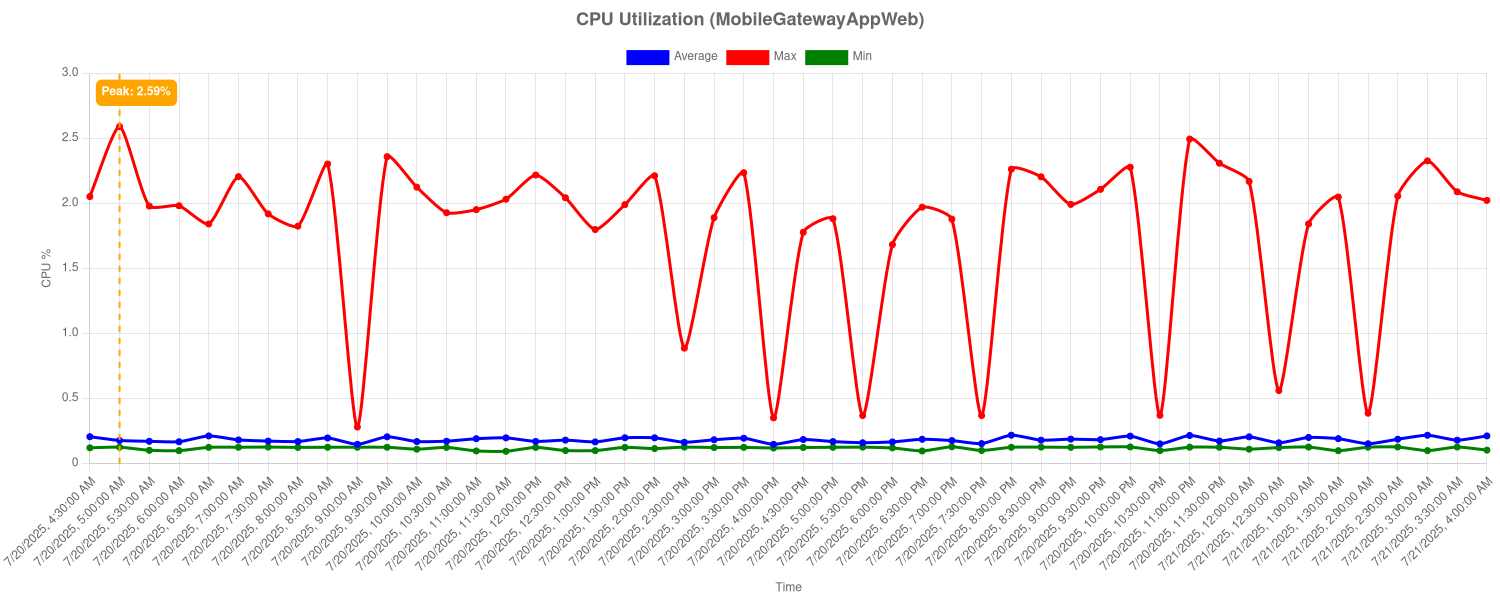 CPU Utilization (MobileGatewayAppWeb)
Average Max Min
Peak: 2.59%
3.0
2.5
2.0
1.5
1.0
0.5
0
CPU %
7/20/2025, 4:30:00 AM
7/20/2025, 5:00:00 AM
7/20/2025, 5:30:00 AM
7/20/2025, 6:00:00 AM
7/20/2025, 6:30:00 AM
7/20/2025, 7:00:00 AM
7/20/2025, 7:30:00 AM
7/20/2025, 8:00:00 AM
7/20/2025, 8:30:00 AM
7/20/2025, 9:00:00 AM
7/20/2025, 9:30:00 AM
7/20/2025, 10:00:00 AM
7/20/2025, 10:30:00 AM
7/20/2025, 11:00:00 AM
7/20/2025, 11:30:00 AM
7/20/2025, 12:00:00 PM
7/20/2025, 12:30:00 PM
7/20/2025, 1:00:00 PM
7/20/2025, 1:30:00 PM
7/20/2025, 2:00:00 PM
7/20/2025, 2:30:00 PM
7/20/2025, 3:00:00 PM
7/20/2025, 3:30:00 PM
7/20/2025, 4:00:00 PM
7/20/2025, 4:30:00 PM
7/20/2025, 5:00:00 PM
7/20/2025, 5:30:00 PM
7/20/2025, 6:00:00 PM
7/20/2025, 6:30:00 PM
7/20/2025, 7:00:00 PM
7/20/2025, 7:30:00 PM
7/20/2025, 8:00:00 PM
7/20/2025, 8:30:00 PM
7/20/2025, 9:00:00 PM
7/20/2025, 9:30:00 PM
7/20/2025, 10:00:00 PM
7/20/2025, 10:30:00 PM
7/20/2025, 11:00:00 PM
7/20/2025, 11:30:00 PM
7/21/2025, 12:00:00 AM
7/21/2025, 12:30:00 AM
7/21/2025, 1:00:00 AM
7/21/2025, 1:30:00 AM
7/21/2025, 2:00:00 AM
7/21/2025, 2:30:00 AM
7/21/2025, 3:00:00 AM
7/21/2025, 3:30:00 AM
7/21/2025, 4:00:00 AM
Time